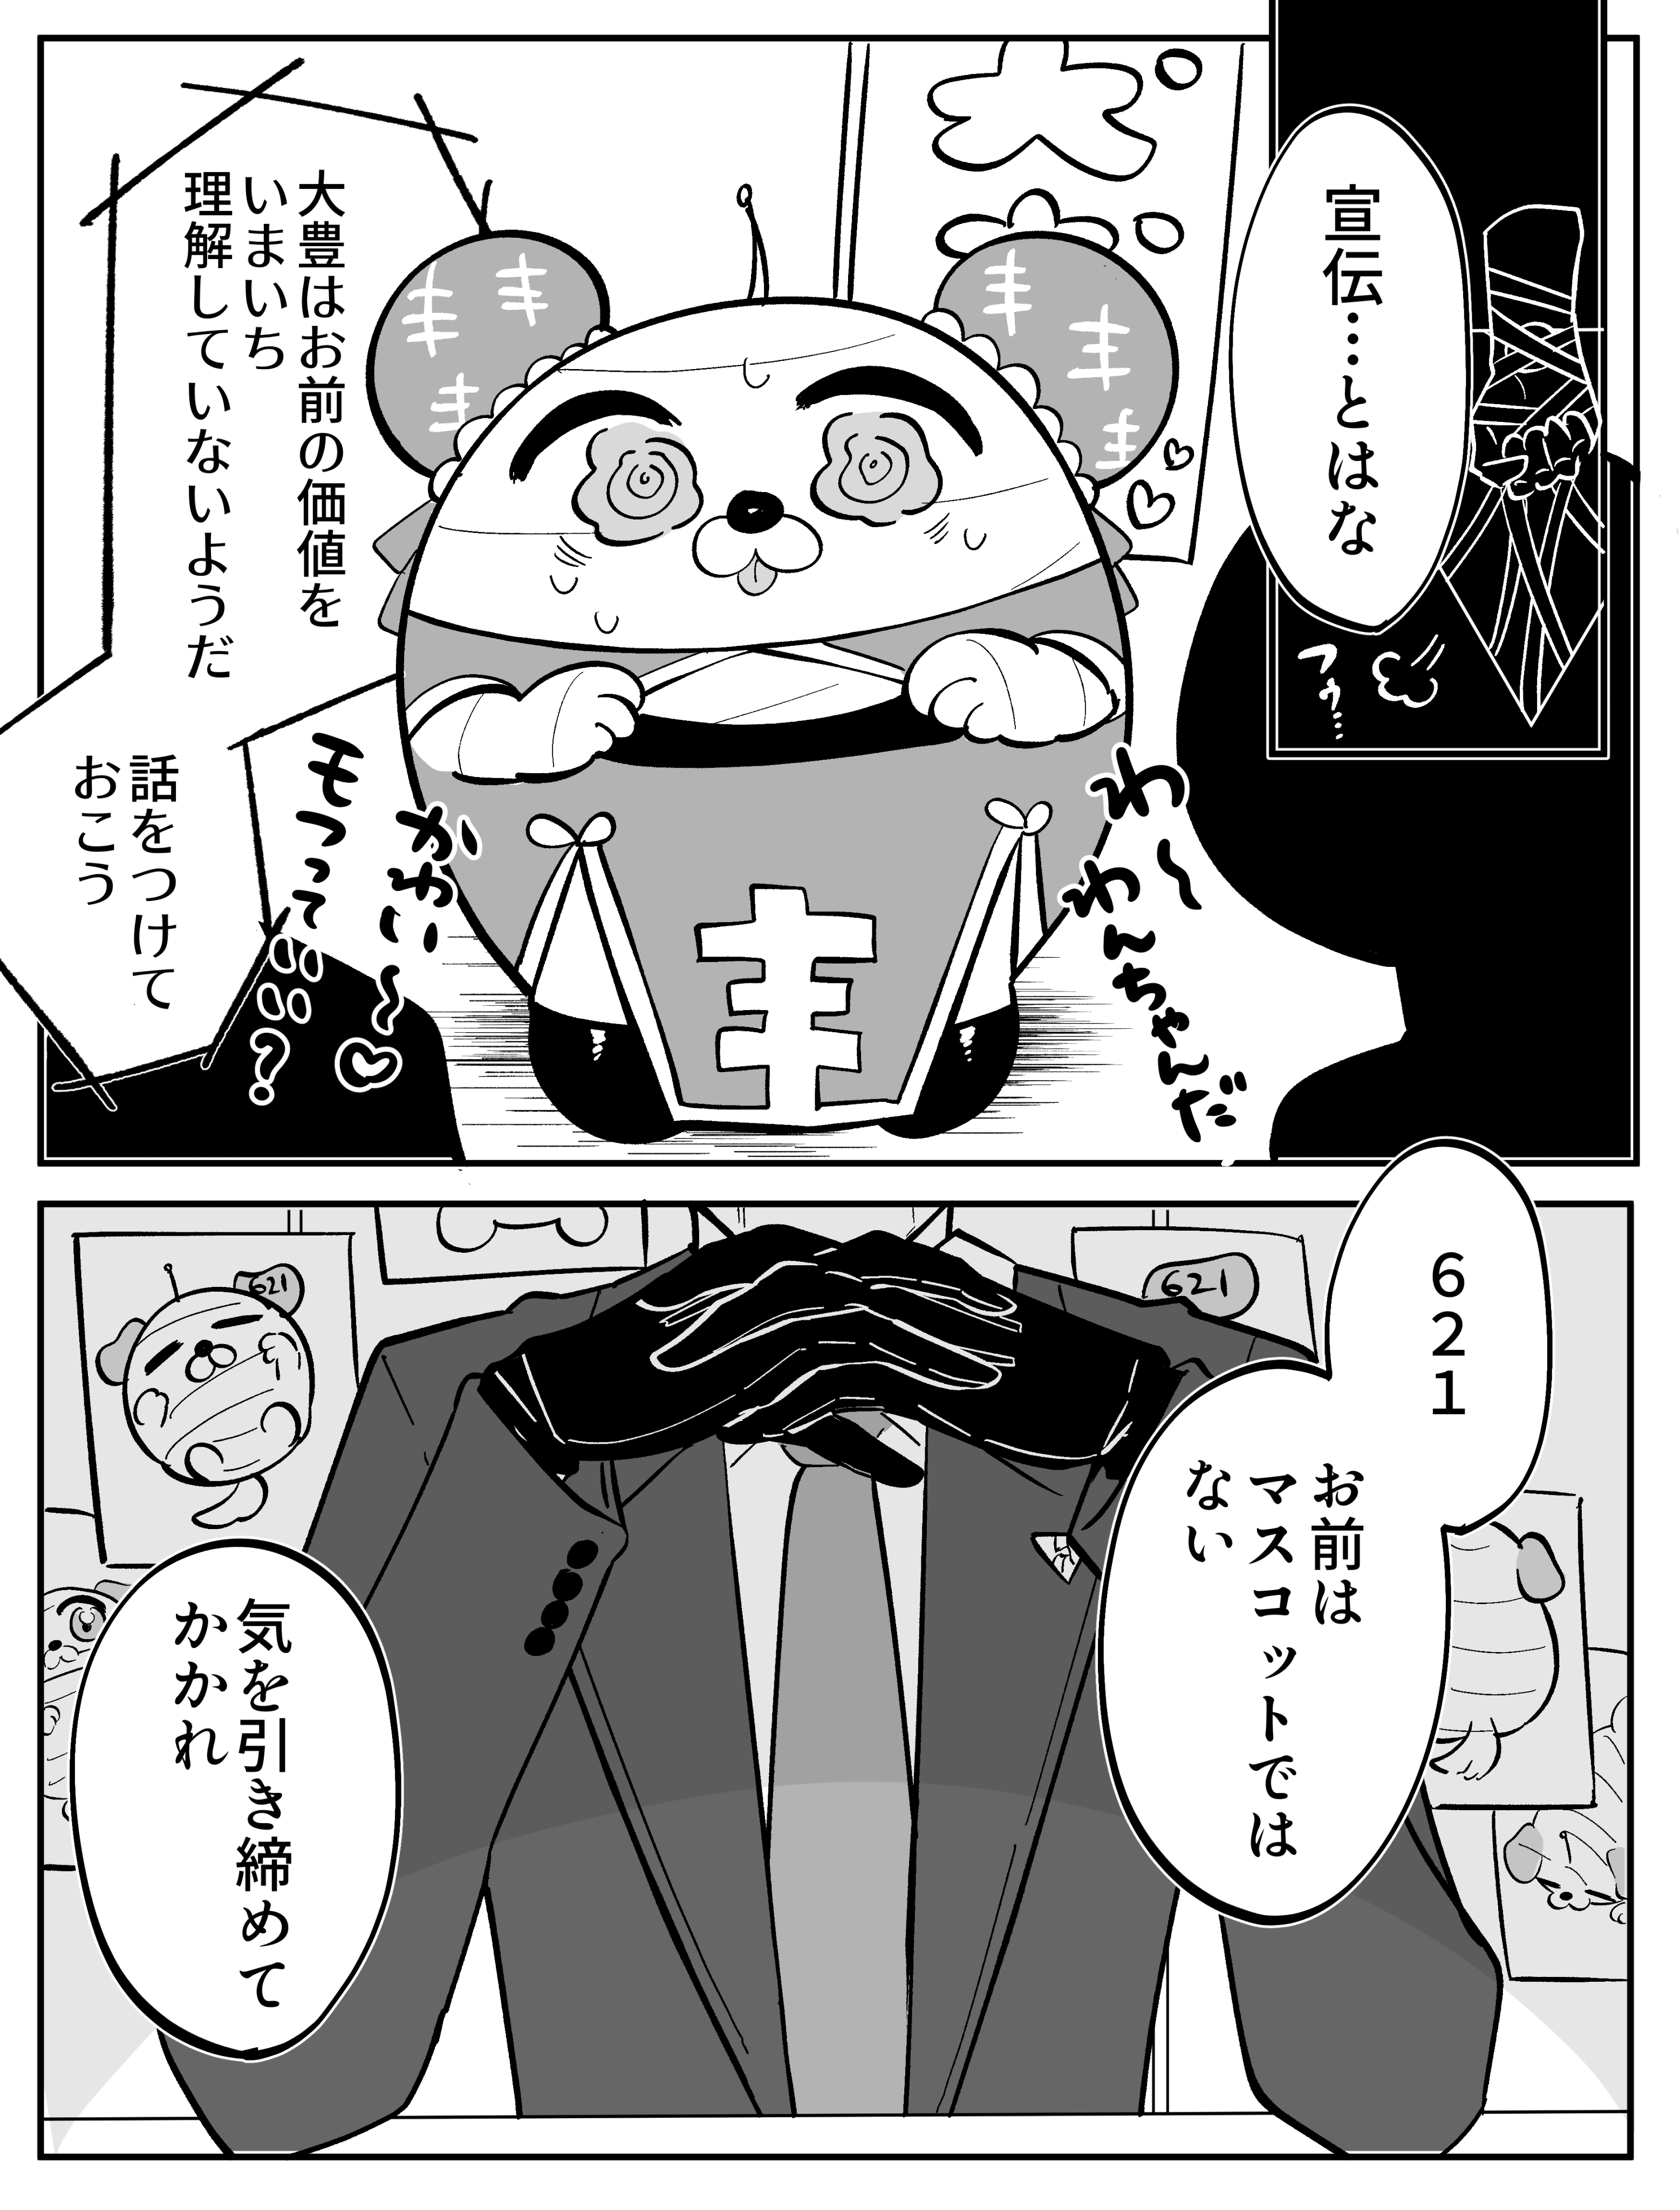 大
宣伝…とはな
フゥ…
大豊はお前の価値を
いまいち
理解していないようだ
話をつけて
おこう
わ〜
わんちゃんだ
かわいい〜♡
モフって
いい?
621
お前は
マスコットでは
ない
621
621
気を引き締めて
かかれ